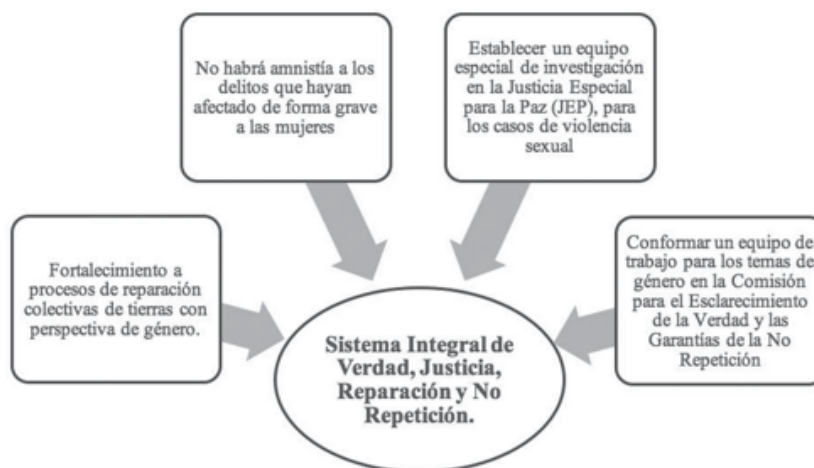 No habrá amnistía a los
delitos que hayan
afectado de forma grave
a las mujeres
Establecer un equipo
especial de investigación
en la Justicia Especial
para la Paz (JEP), para
los casos de violencia
sexual
Fortalecimiento a
procesos de reparación
colectivas de tierras con
perspectiva de género.
Conformar un equipo de
trabajo para los temas de
género en la Comisión
para el Esclarecimiento
de la Verdad y las
Garantías de la No
Repetición
Sistema Integral de
Verdad, Justicia,
Reparación y No
Repetición.